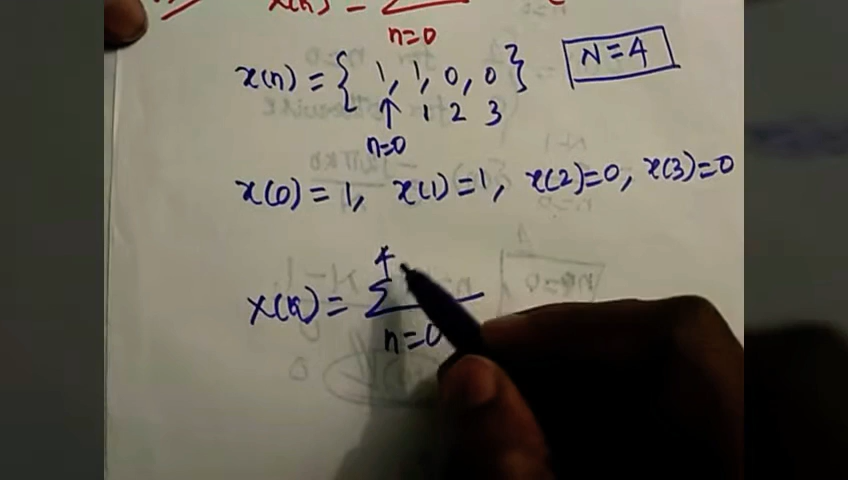 x(k) = Σ
n=0
x(n) = { 1, 1, 0, 0 } N=4
↑ 1 2 3
n=0
x(0) = 1, x(1) = 1, x(2)=0, x(3)=0
4
X(k) = Σ
n=0